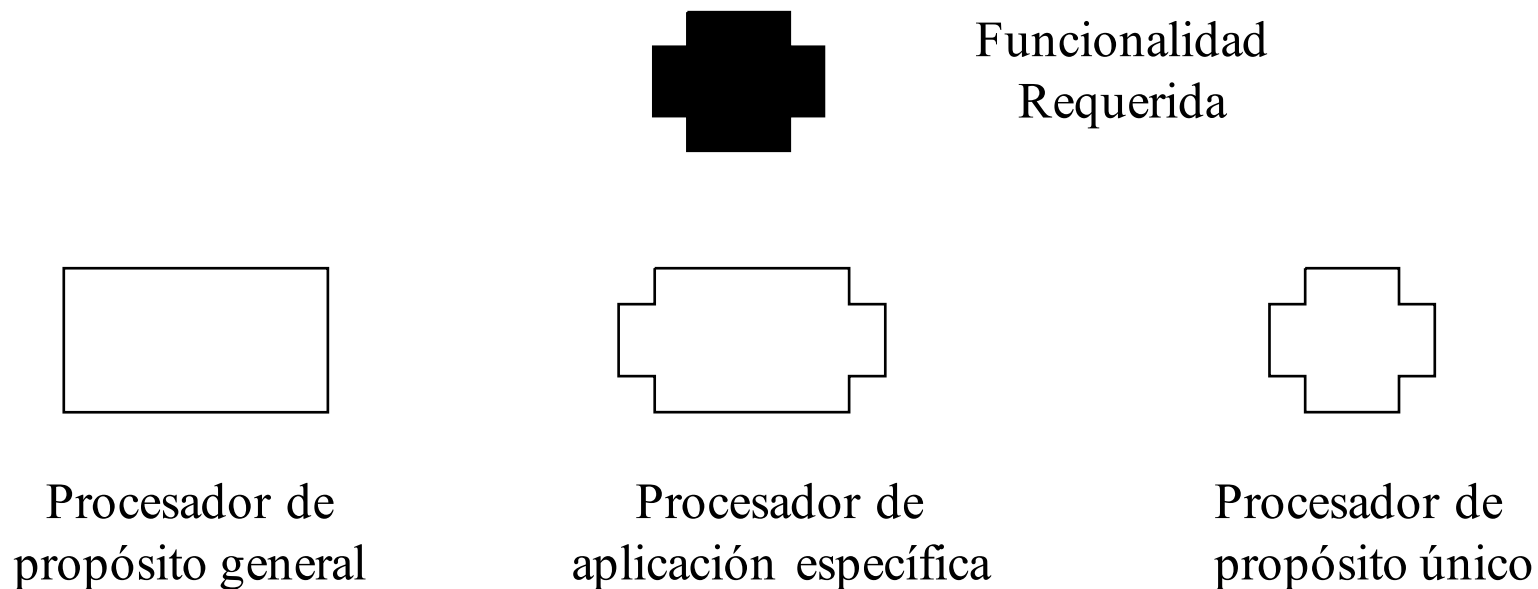 Funcionalidad
Requerida
Procesador de
propósito general
Procesador de
aplicación específica
Procesador de
propósito único